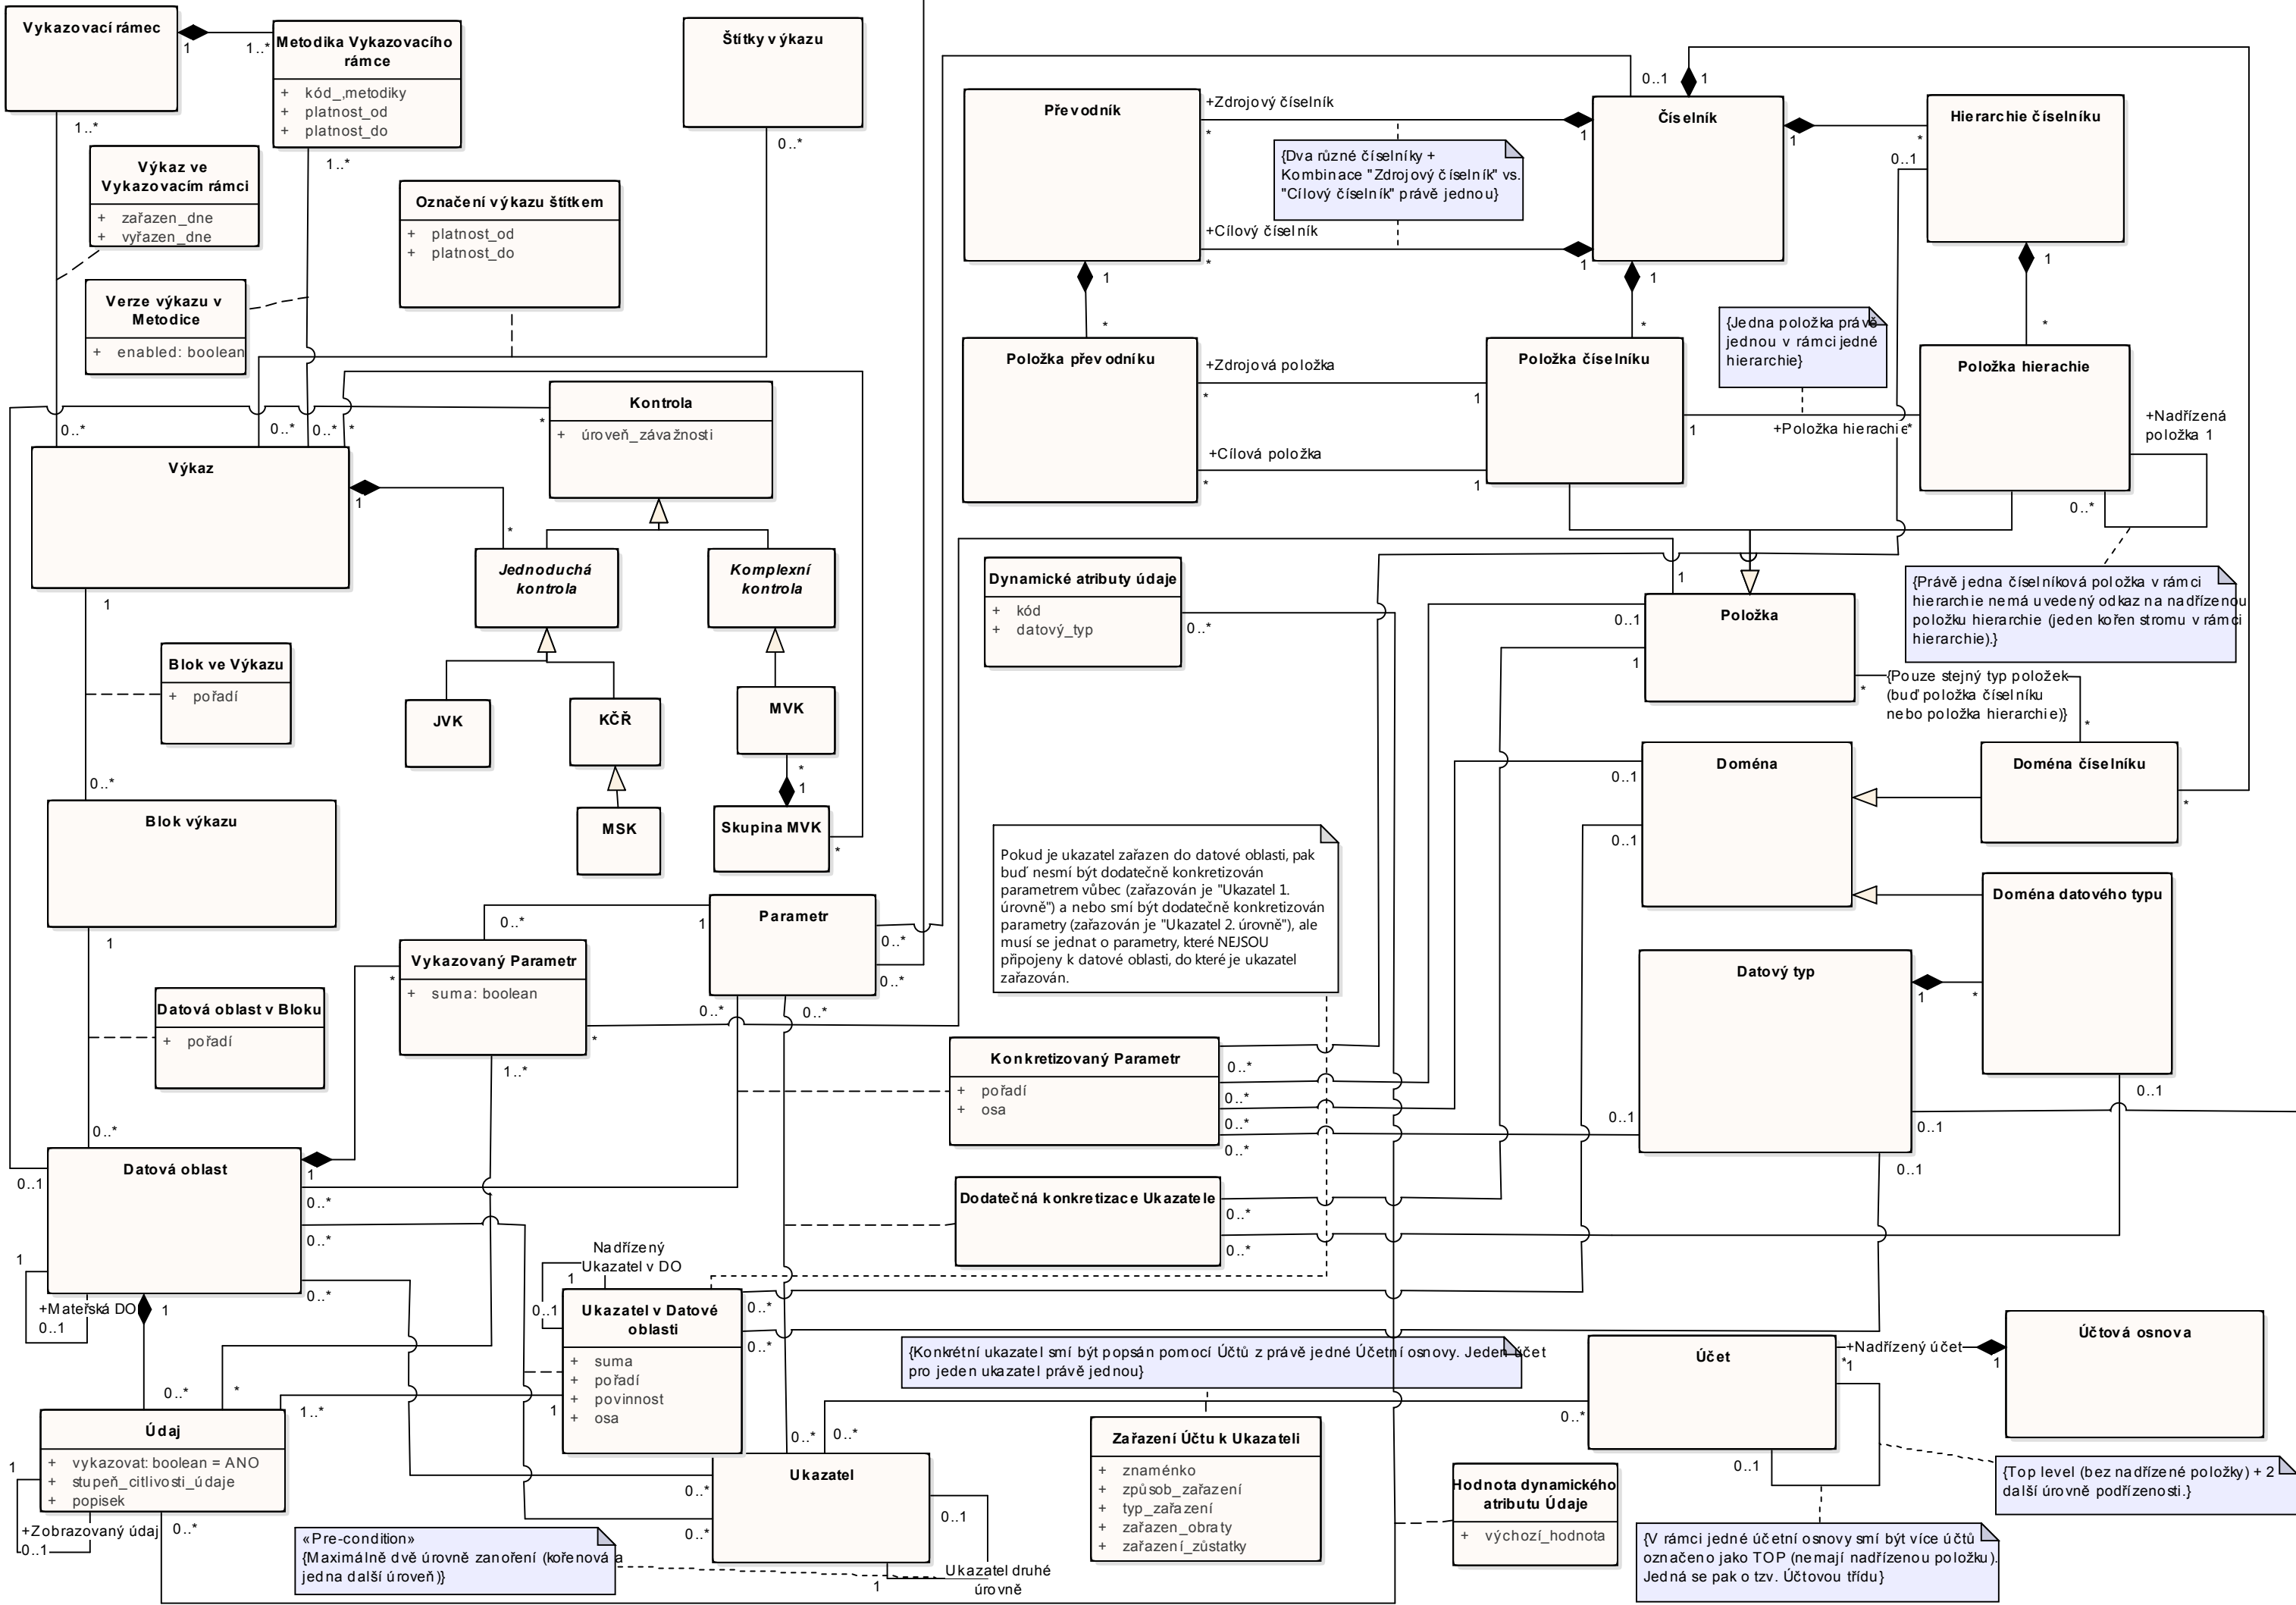 Vykazovací rámec
1
1..*
Metodika Vykazovacího
rámce
+ kód_,metodiky
+ platnost_od
+ platnost_do
Štítky výkazu
0..*
1..*
1..*
Výkaz ve
Vykazovacím rámci
+ zařazen_dne
+ vyřazen_dne
Označení výkazu štítkem
+ platnost_od
+ platnost_do
Verze výkazu v
Metodice
+ enabled: boolean
Kontrola
+ úroveň_závažnosti
*
0..*
0..*
0..*
*
Výkaz
1
*
1
Jednoduchá
kontrola
Komplexní
kontrola
JVK
KČŘ
MVK
MSK
*
1
Skupina MVK
*
Blok ve Výkazu
+ pořadí
0..*
Blok výkazu
1
Datová oblast v Bloku
+ pořadí
0..*
Vykazovaný Parametr
+ suma: boolean
0..*
*
*
1..*
Parametr
1
0..*
0..*
0..*
0..*
Datová oblast
0..1
1
0..*
0..*
0..*
1
+Mateřská DO
0..1
1
0..*
*
1..*
Údaj
+ vykazovat: boolean = ANO
+ stupeň_citlivosti_údaje
+ popisek
1
+Zobrazovaný údaj
0..1
0..*
«Pre-condition»
{Maximálně dvě úrovně zanoření (kořenová a
jedna další úroveň)}
Nadřízený
Ukazatel v DO
1
0..1
Ukazatel v Datové
oblasti
+ suma
+ pořadí
+ povinnost
+ osa
0..*
0..*
1
Ukazatel
0..*
0..*
0..*
0..*
0..1
1
Ukazatel druhé
úrovně
Převodník
+Zdrojový číselník
*
1
{Dva různé číselníky +
Kombinace "Zdrojový číselník" vs.
"Cílový číselník" právě jednou}
+Cílový číselník
*
1
Číselník
0..1
1
1
*
0..1
Hierarchie číselníku
1
*
1
*
1
*
Položka převodníku
+Zdrojová položka
*
1
+Cílová položka
*
1
Položka číselníku
{Jedna položka právě
jednou v rámci jedné
hierarchie}
1
+Položka hierachie
*
Položka hierachie
+Nadřízená
položka 1
0..*
{Právě jedna číselníková položka v rámci
hierarchie nemá uvedený odkaz na nadřízenou
položku hierarchie (jeden kořen stromu v rámci
hierarchie).}
Dynamické atributy údaje
+ kód
+ datový_typ
0..*
Položka
1
0..1
1
*
{Pouze stejný typ položek
(buď položka číselníku
nebo položka hierarchie)}
*
Doména
0..1
0..1
Doména číselníku
*
Doména datového typu
0..1
Datový typ
1
*
0..1
0..1
0..1
Pokud je ukazatel zařazen do datové oblasti, pak
buď nesmí být dodatečně konkretizován
parametrem vůbec (zařazován je "Ukazatel 1.
úrovně") a nebo smí být dodatečně konkretizován
parametry (zařazován je "Ukazatel 2. úrovně"), ale
musí se jednat o parametry, které NEJSOU
připojeny k datové oblasti, do které je ukazatel
zařazován.
Konkretizovaný Parametr
+ pořadí
+ osa
0..*
0..*
0..*
0..*
Dodatečná konkretizace Ukazatele
0..*
0..*
{Konkrétní ukazatel smí být popsán pomocí Účtů z právě jedné Účetní osnovy. Jeden účet
pro jeden ukazatel právě jednou}
Zařazení Účtu k Ukazateli
+ znaménko
+ způsob_zařazení
+ typ_zařazení
+ zařazen_obraty
+ zařazení_zůstatky
Hodnota dynamického
atributu Údaje
+ výchozí_hodnota
Účet
0..*
+Nadřízený účet
*
1
1
0..1
Účtová osnova
{Top level (bez nadřízené položky) + 2
další úrovně podřízenosti.}
{V rámci jedné účetní osnovy smí být více účtů
označeno jako TOP (nemají nadřízenou položku).
Jedná se pak o tzv. Účtovou třídu}